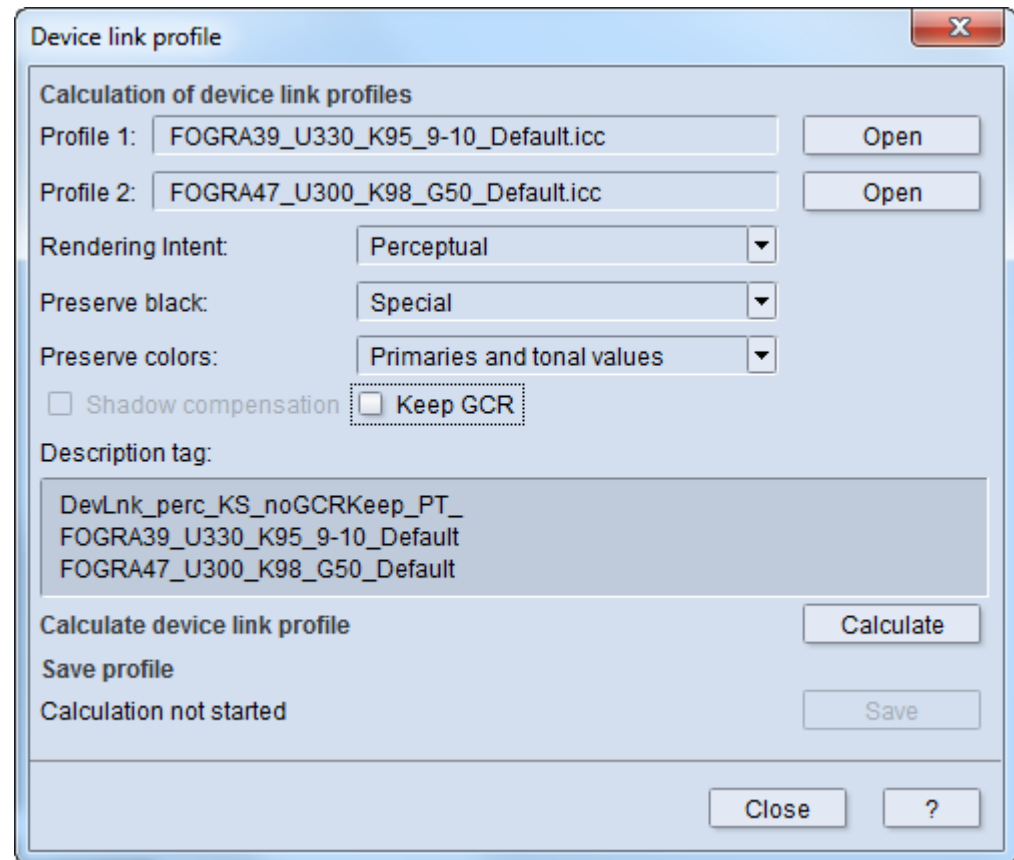 Device link profile
Calculation of device link profiles
Profile 1: FOGRA39_U330_K95_9-10_Default.icc Open
Profile 2: FOGRA47_U300_K98_G50_Default.icc Open
Rendering Intent: Perceptual
Preserve black: Special
Preserve colors: Primaries and tonal values
Shadow compensation Keep GCR
Description tag:
DevLnk_perc_KS_noGCRKeep_PT_
FOGRA39_U330_K95_9-10_Default
FOGRA47_U300_K98_G50_Default
Calculate device link profile Calculate
Save profile
Calculation not started Save
Close ?